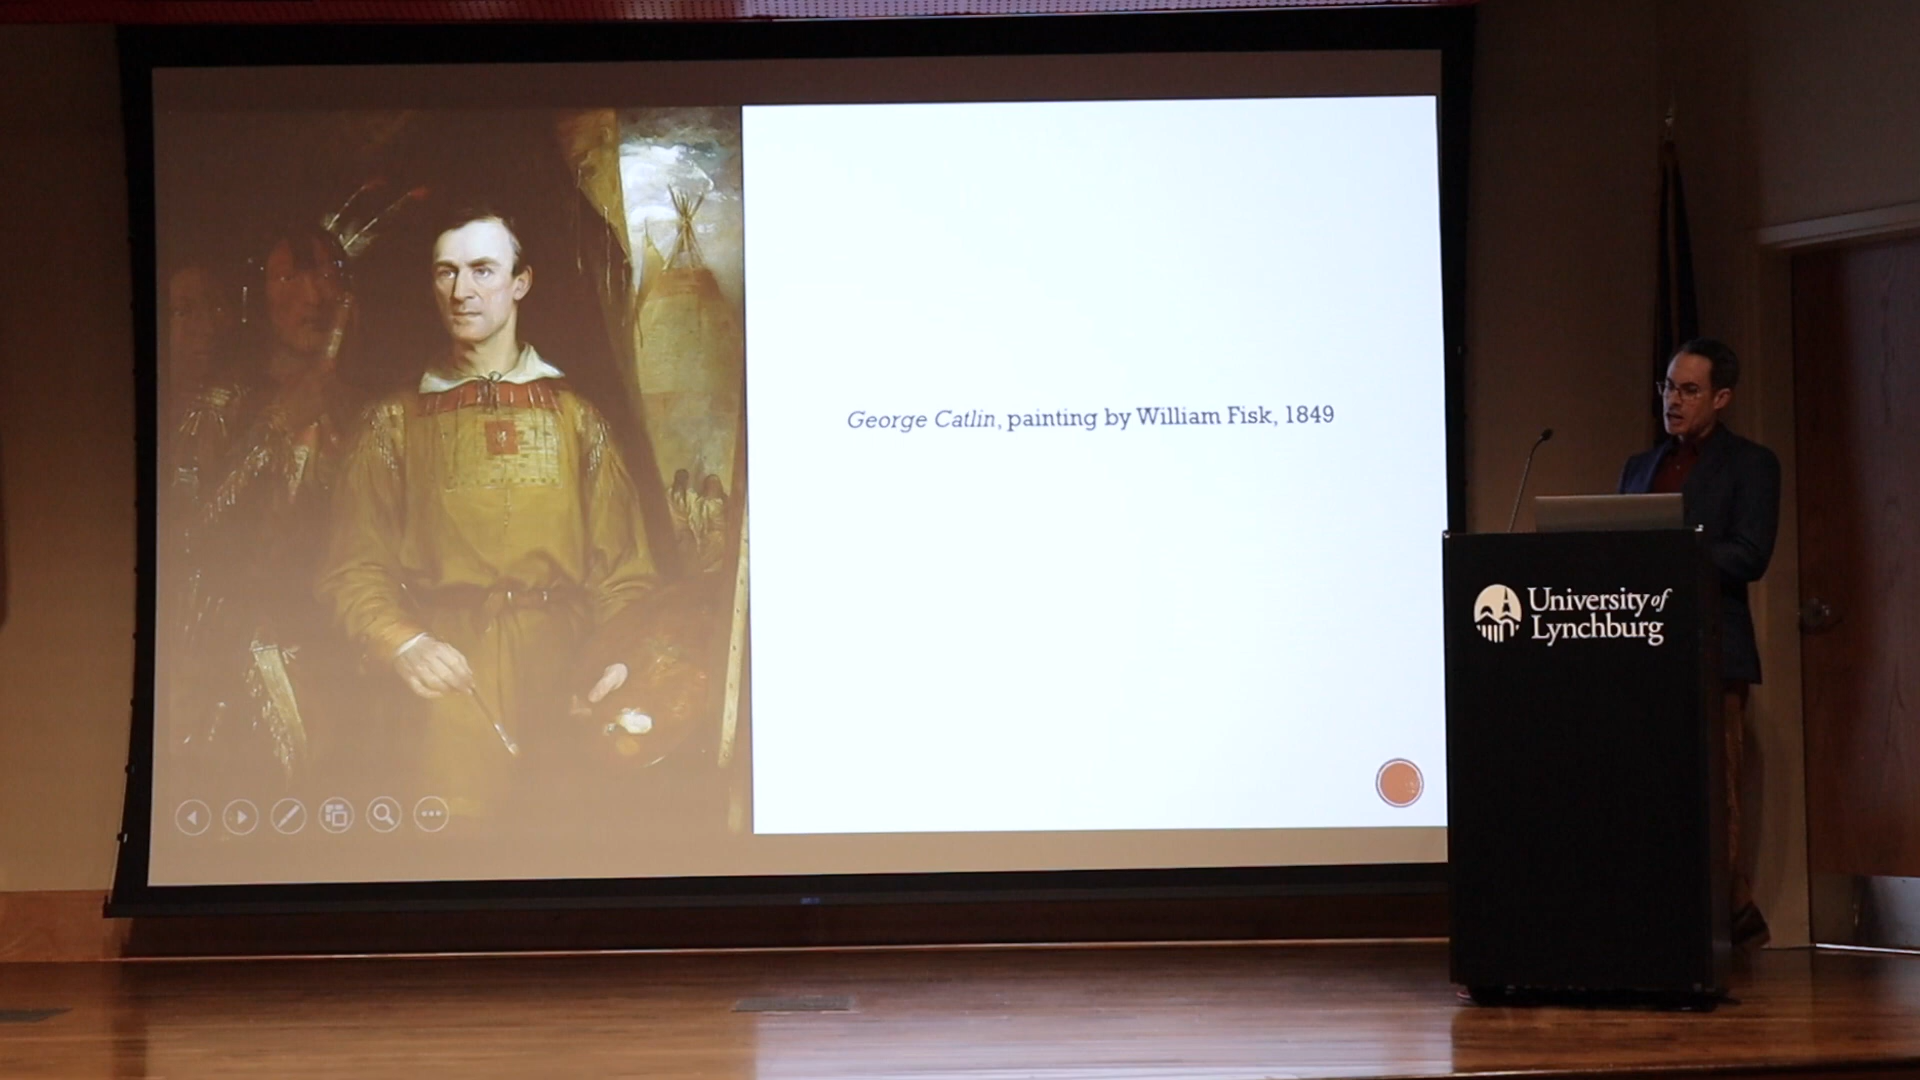 George Catlin, painting by William Fisk, 1849
University of
Lynchburg